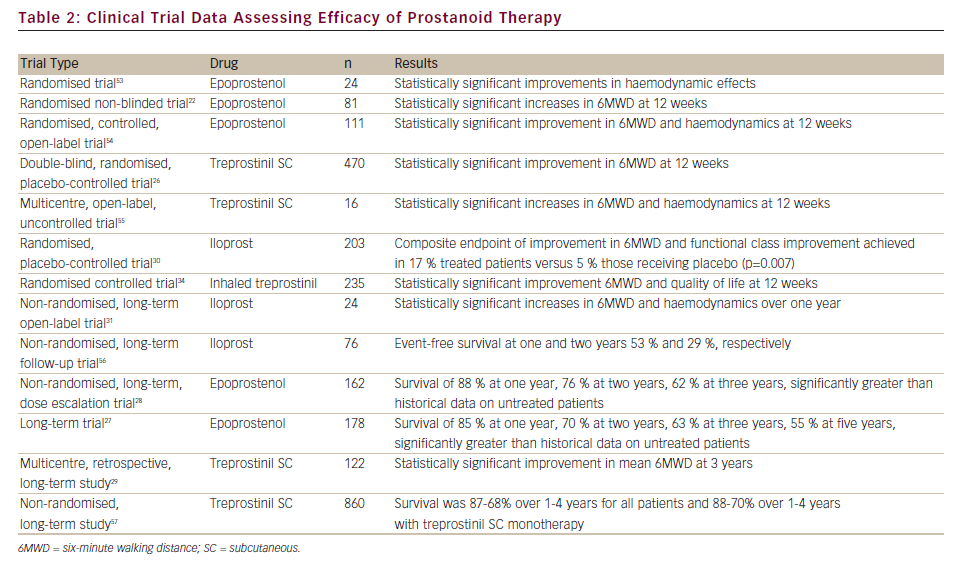 Table 2: Clinical Trial Data Assessing Efficacy of Prostanoid Therapy
Trial Type Drug n Results
Randomised trial⁵³ Epoprostenol 24 Statistically significant improvements in haemodynamic effects
Randomised non-blinded trial²² Epoprostenol 81 Statistically significant increases in 6MWD at 12 weeks
Randomised, controlled, Epoprostenol 111 Statistically significant improvement in 6MWD and haemodynamics at 12 weeks
open-label trial⁵⁴
Double-blind, randomised, Treprostinil SC 470 Statistically significant improvement in 6MWD at 12 weeks
placebo-controlled trial²⁶
Multicentre, open-label, Treprostinil SC 16 Statistically significant increases in 6MWD and haemodynamics at 12 weeks
uncontrolled trial⁵⁵
Randomised, Iloprost 203 Composite endpoint of improvement in 6MWD and functional class improvement achieved
placebo-controlled trial³⁰ in 17 % treated patients versus 5 % those receiving placebo (p=0.007)
Randomised controlled trial³⁴ Inhaled treprostinil 235 Statistically significant improvement 6MWD and quality of life at 12 weeks
Non-randomised, long-term Iloprost 24 Statistically significant increases in 6MWD and haemodynamics over one year
open-label trial³¹
Non-randomised, long-term Iloprost 76 Event-free survival at one and two years 53 % and 29 %, respectively
follow-up trial⁵⁶
Non-randomised, long-term, Epoprostenol 162 Survival of 88 % at one year, 76 % at two years, 62 % at three years, significantly greater than
dose escalation trial²⁸ historical data on untreated patients
Long-term trial²⁷ Epoprostenol 178 Survival of 85 % at one year, 70 % at two years, 63 % at three years, 55 % at five years,
significantly greater than historical data on untreated patients
Multicentre, retrospective, Treprostinil SC 122 Statistically significant improvement in mean 6MWD at 3 years
long-term study²⁹
Non-randomised, Treprostinil SC 860 Survival was 87-68% over 1-4 years for all patients and 88-70% over 1-4 years
long-term study⁵⁷ with treprostinil SC monotherapy
6MWD = six-minute walking distance; SC = subcutaneous.